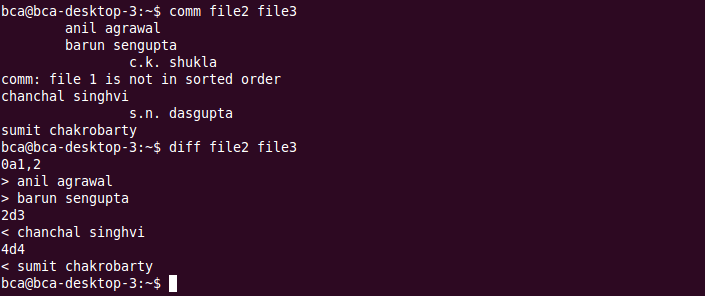 bca@bca-desktop-3:~$ comm file2 file3
        anil agrawal
        barun sengupta
                c.k. shukla
comm: file 1 is not in sorted order
chanchal singhvi
                s.n. dasgupta
sumit chakrobarty
bca@bca-desktop-3:~$ diff file2 file3
0a1,2
> anil agrawal
> barun sengupta
2d3
< chanchal singhvi
4d4
< sumit chakrobarty
bca@bca-desktop-3:~$